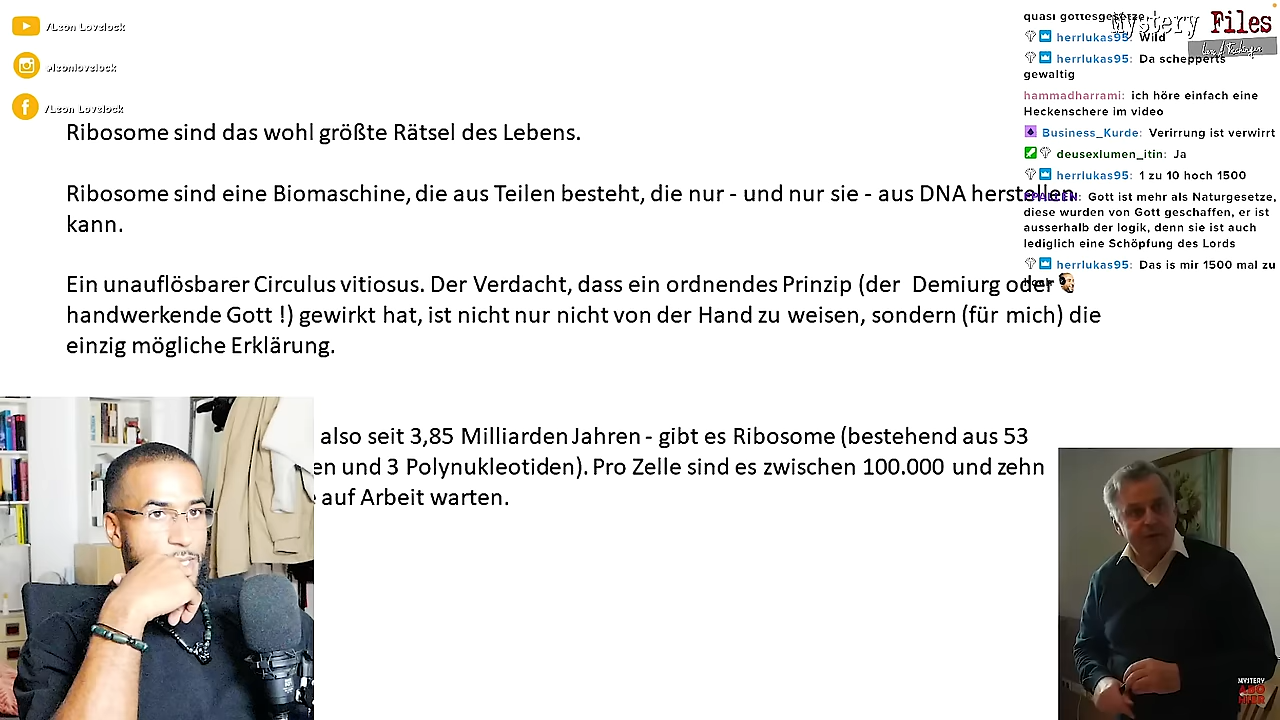 /Leon Lovelock
leonlovelock
/Leon Lovelock
Mystery Files
Ribosome sind das wohl größte Rätsel des Lebens.
Ribosome sind eine Biomaschine, die aus Teilen besteht, die nur - und nur sie - aus DNA herstellen
kann.
Ein unauflösbarer Circulus vitiosus. Der Verdacht, dass ein ordnendes Prinzip (der Demiurg oder
handwerkende Gott !) gewirkt hat, ist nicht nur nicht von der Hand zu weisen, sondern (für mich) die
einzig mögliche Erklärung.
also seit 3,85 Milliarden Jahren - gibt es Ribosome (bestehend aus 53
en und 3 Polynukleotiden). Pro Zelle sind es zwischen 100.000 und zehn
e auf Arbeit warten.
quasi gottesgesetze
herrlukas95: Wild
herrlukas95: Da schepperts
gewaltig
hammadharrami: ich höre einfach eine
Heckenschere im video
Business_Kurde: Verirrung ist verwirrt
deusexlumen_itin: Ja
herrlukas95: 1 zu 10 hoch 1500
Gott ist mehr als Naturgesetze,
diese wurden von Gott geschaffen, er ist
ausserhalb der logik, denn sie ist auch
lediglich eine Schöpfung des Lords
herrlukas95: Das is mir 1500 mal zu
hoch
MYSTERY
ABO
HIER